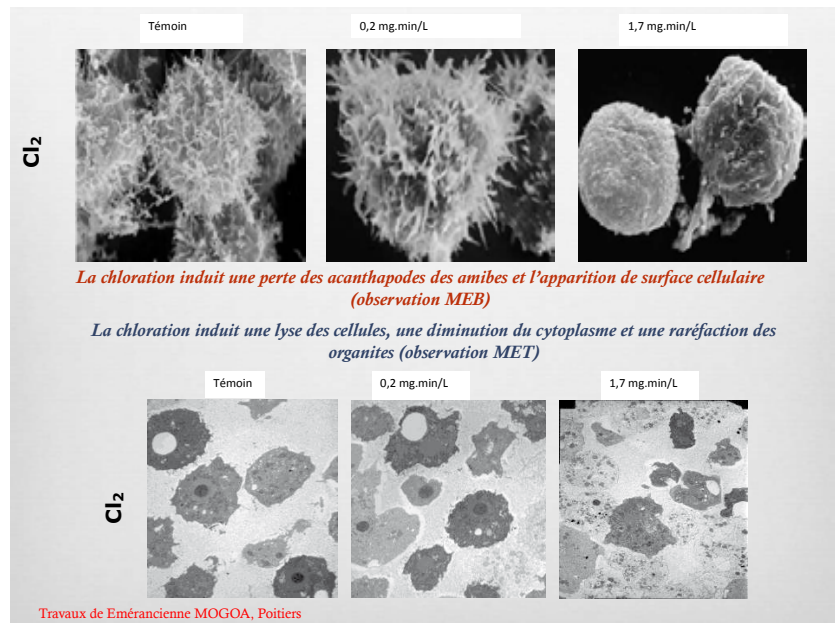 Témoin
0,2 mg.min/L
1,7 mg.min/L
Cl₂
La chloration induit une perte des acanthapodes des amibes et l'apparition de surface cellulaire
(observation MEB)
La chloration induit une lyse des cellules, une diminution du cytoplasme et une raréfaction des
organites (observation MET)
Témoin
0,2 mg.min/L
1,7 mg.min/L
Cl₂
Travaux de Emérancienne MOGOA, Poitiers